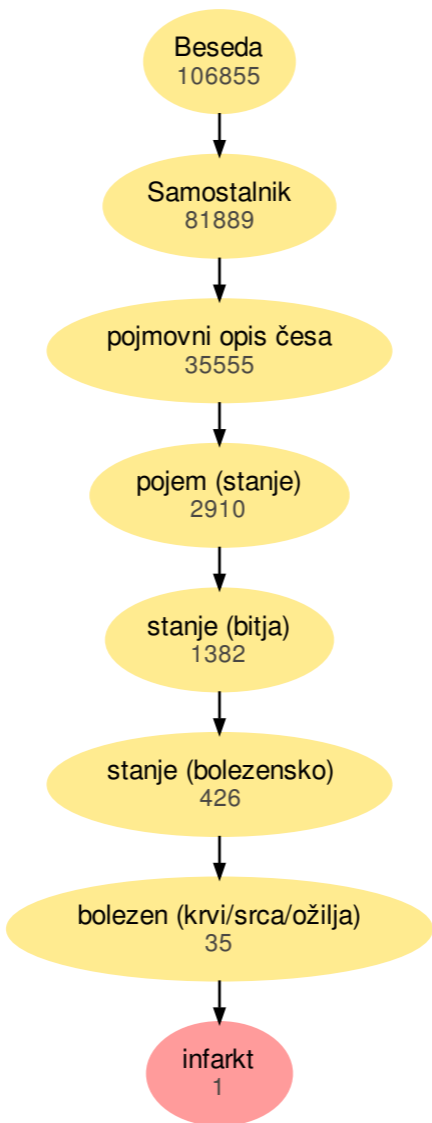 Beseda
106855
Samostalnik
81889
pojmovni opis česa
35555
pojem (stanje)
2910
stanje (bitja)
1382
stanje (bolezensko)
426
bolezen (krvi/srca/ožilja)
35
infarkt
1